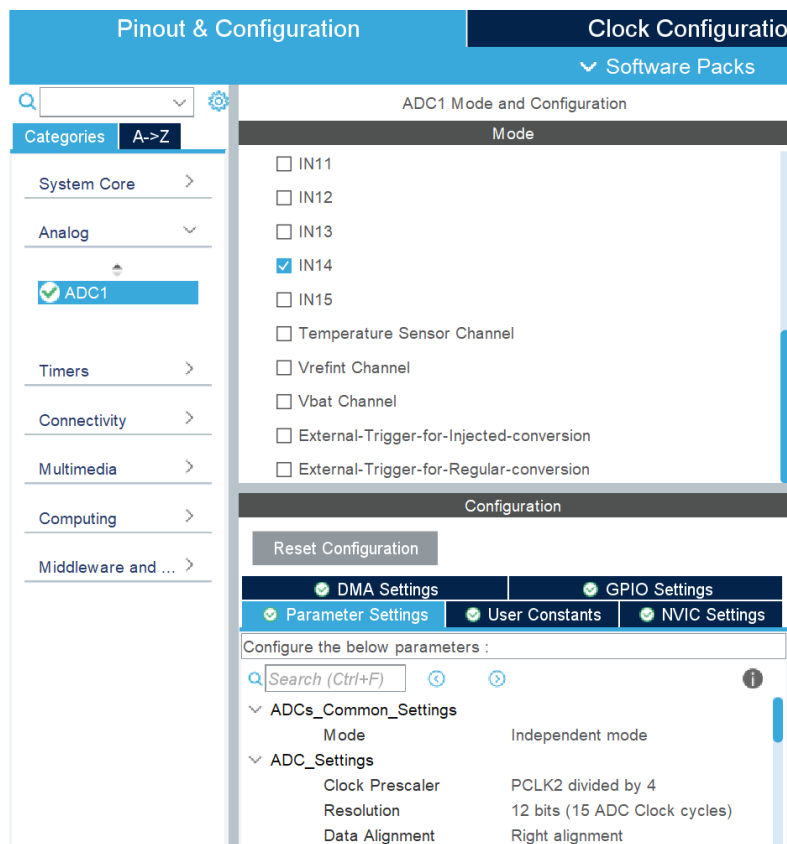 Pinout & Configuration
Clock Configuratio
Software Packs
Categories
A->Z
System Core
Analog
ADC1
Timers
Connectivity
Multimedia
Computing
Middleware and ...
ADC1 Mode and Configuration
Mode
IN11
IN12
IN13
IN14
IN15
Temperature Sensor Channel
Vrefint Channel
Vbat Channel
External-Trigger-for-Injected-conversion
External-Trigger-for-Regular-conversion
Configuration
Reset Configuration
DMA Settings
GPIO Settings
Parameter Settings
User Constants
NVIC Settings
Configure the below parameters :
Search (Ctrl+F)
ADCs_Common_Settings
Mode Independent mode
ADC_Settings
Clock Prescaler PCLK2 divided by 4
Resolution 12 bits (15 ADC Clock cycles)
Data Alignment Right alignment